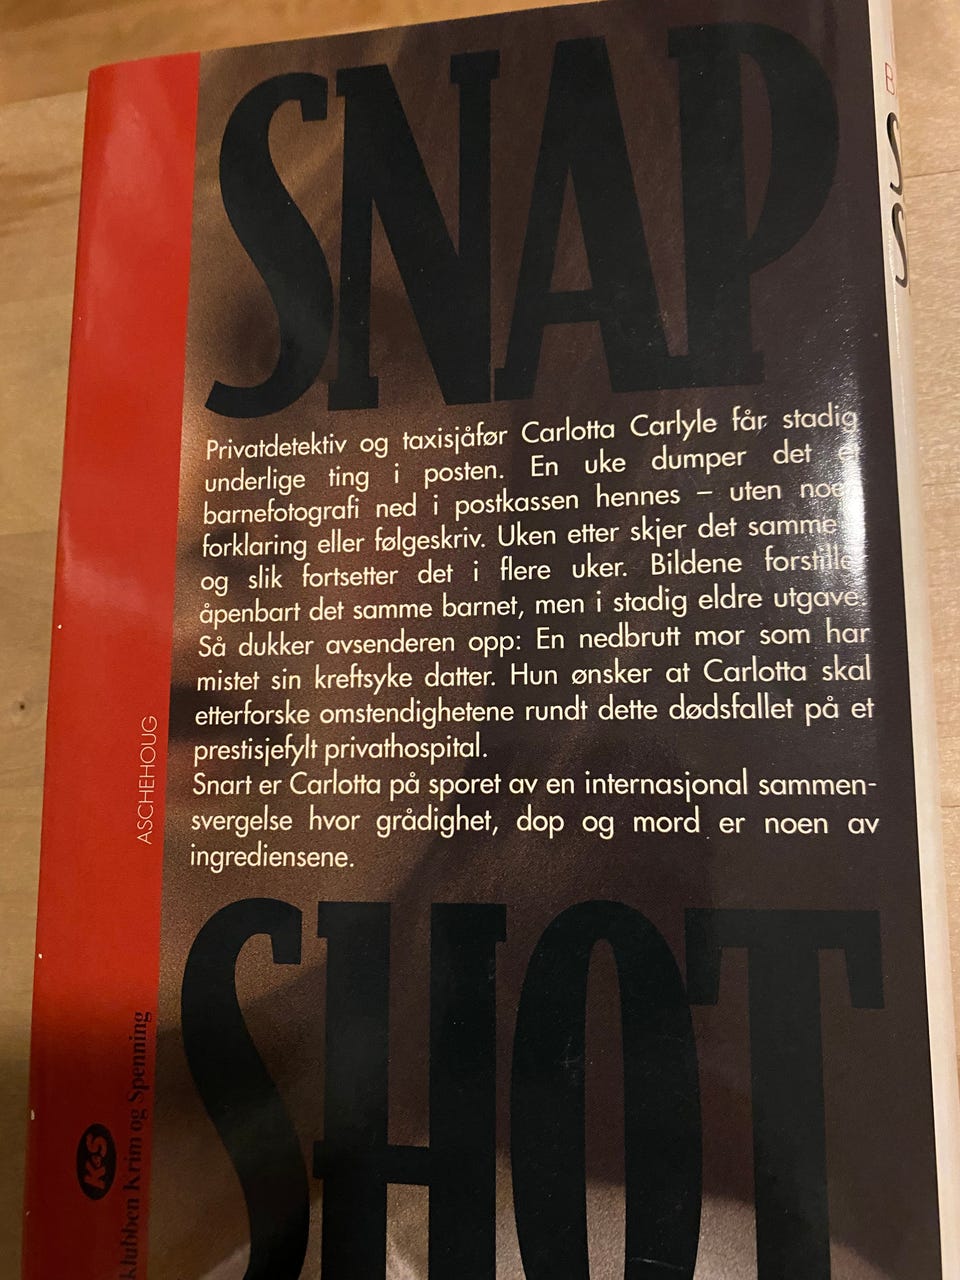 SNAP
Privatdetektiv og taxisjåfør Carlotta Carlyle får stadig
underlige ting i posten. En uke dumper det
barnefotografi ned i postkassen hennes – uten
forklaring eller følgeskriv. Uken etter skjer det samme
og slik fortsetter det i flere uker. Bildene forstiller
åpenbart det samme barnet, men i stadig eldre utgave.
Så dukker avsenderen opp: En nedbrutt mor som har
mistet sin kreftsyke datter. Hun ønsker at Carlotta skal
etterforske omstendighetene rundt dette dødsfallet på et
prestisjefylt privathospital.
Snart er Carlotta på sporet av en internasjonal sammen-
svergelse hvor grådighet, dop og mord er noen av
ingrediensene.
SHOT
ASCHEHOUG
klubben Krim og Spenning
K&S